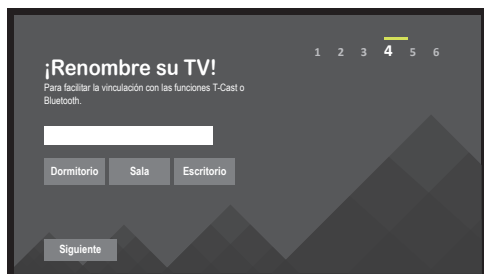 1 2 3 4 5 6
¡Renombre su TV!
Para facilitar la vinculación con las funciones T-Cast o
Bluetooth.
Dormitorio Sala Escritorio
Siguiente